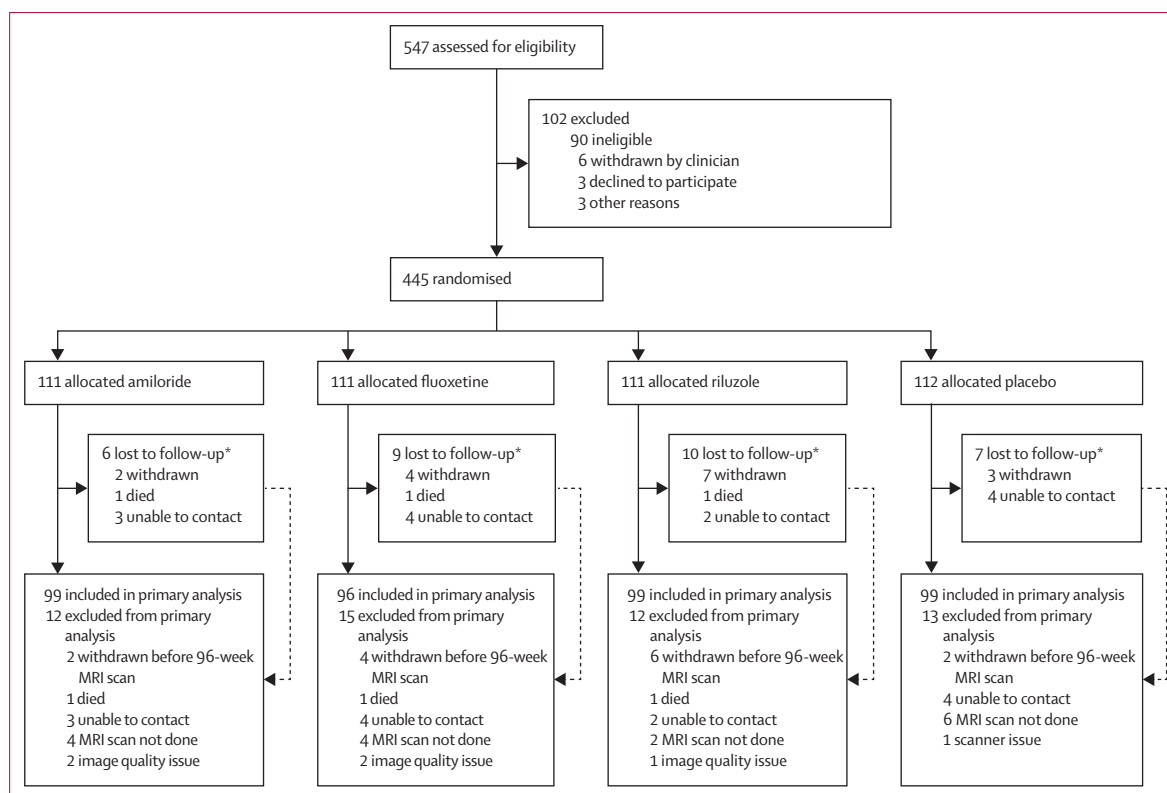 547 assessed for eligibility
102 excluded
90 ineligible
6 withdrawn by clinician
3 declined to participate
3 other reasons
445 randomised
111 allocated amiloride
111 allocated fluoxetine
111 allocated riluzole
112 allocated placebo
6 lost to follow-up*
2 withdrawn
1 died
3 unable to contact
9 lost to follow-up*
4 withdrawn
1 died
4 unable to contact
10 lost to follow-up*
7 withdrawn
1 died
2 unable to contact
7 lost to follow-up*
3 withdrawn
4 unable to contact
99 included in primary analysis
12 excluded from primary
analysis
2 withdrawn before 96-week
MRI scan
1 died
3 unable to contact
4 MRI scan not done
2 image quality issue
96 included in primary analysis
15 excluded from primary
analysis
4 withdrawn before 96-week
MRI scan
1 died
4 unable to contact
4 MRI scan not done
2 image quality issue
99 included in primary analysis
12 excluded from primary
analysis
6 withdrawn before 96-week
MRI scan
1 died
2 unable to contact
2 MRI scan not done
1 image quality issue
99 included in primary analysis
13 excluded from primary
analysis
2 withdrawn before 96-week
MRI scan
4 unable to contact
6 MRI scan not done
1 scanner issue